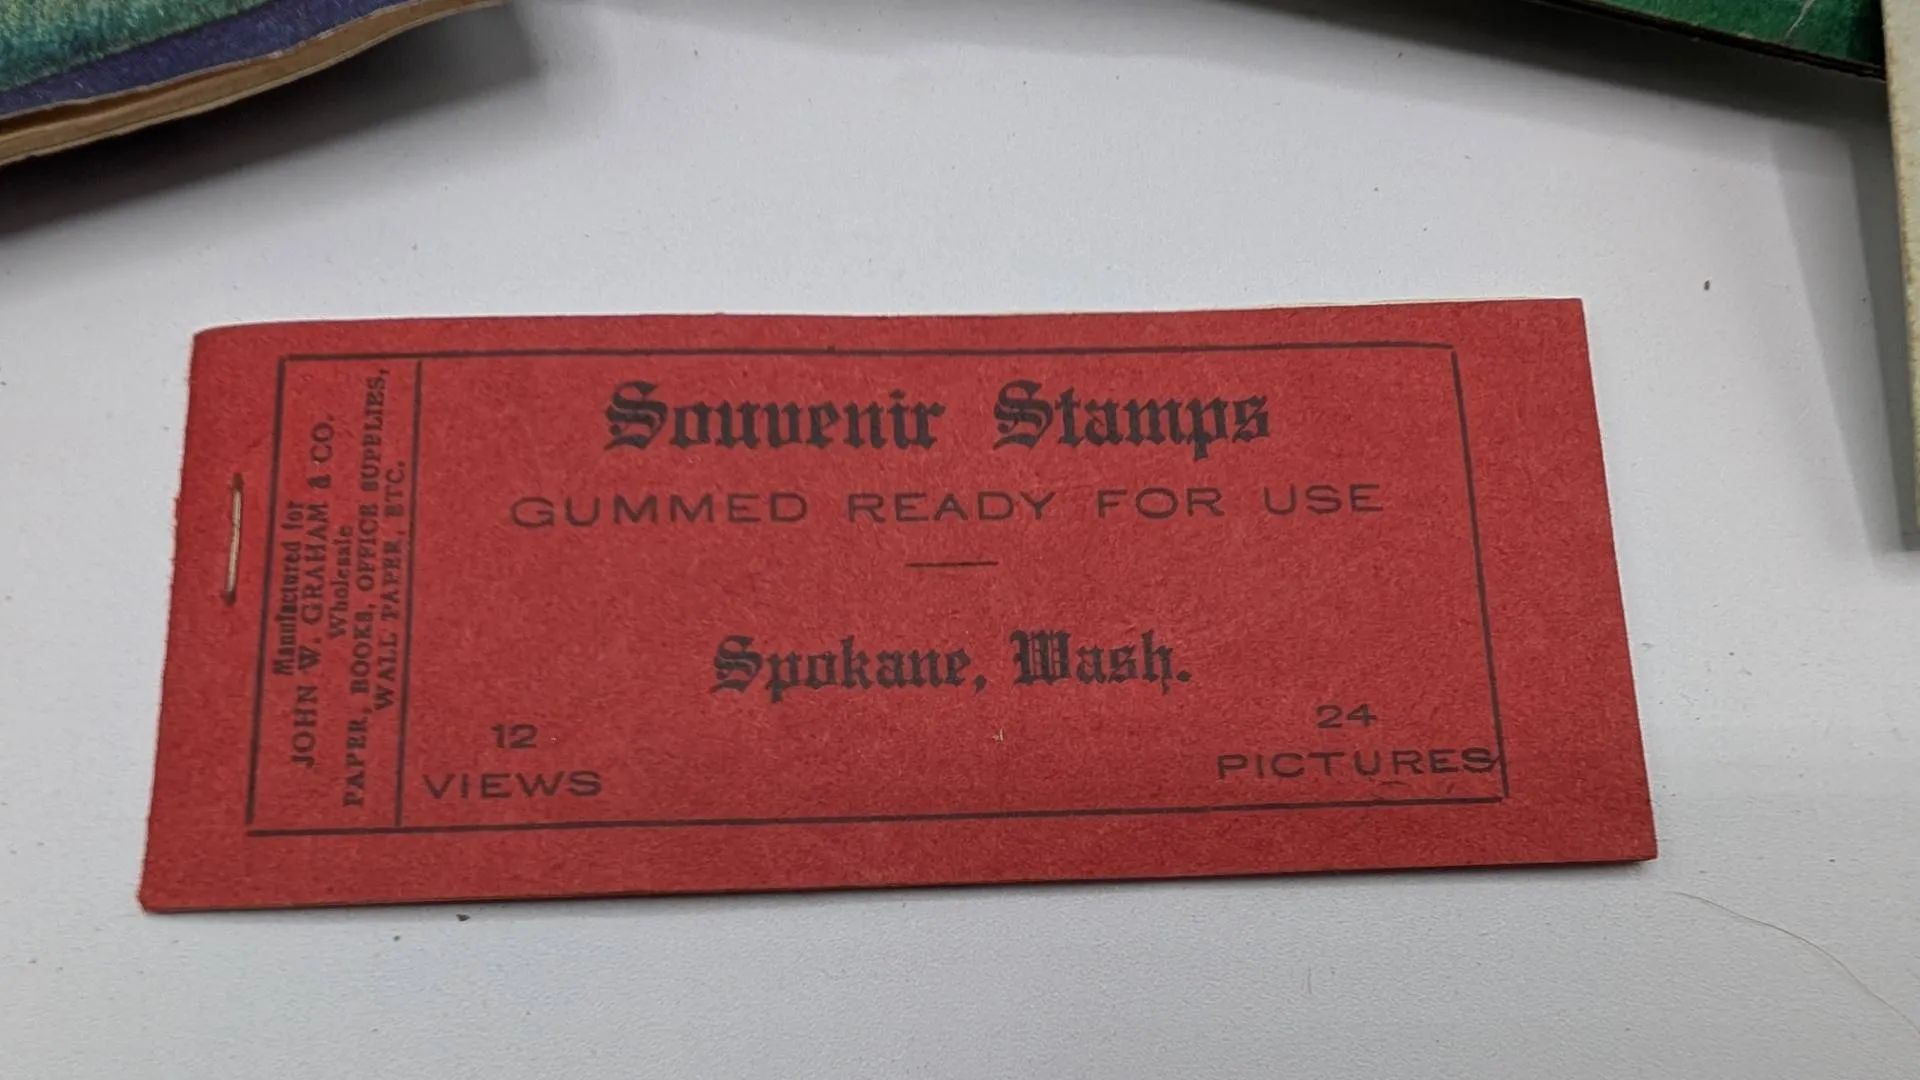 Manufactured for
JOHN W. GRAHAM & CO.
Wholesale
PAPER, BOOKS, OFFICE SUPPLIES,
WALL PAPER, ETC.
Souvenir Stamps
GUMMED READY FOR USE
Spokane, Wash.
12
VIEWS
24
PICTURES